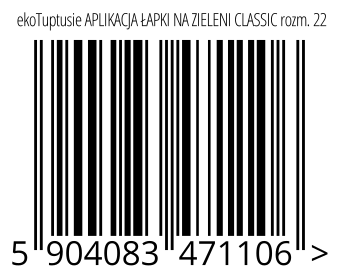 ekoTuptusie APLIKACJA ŁAPKI NA ZIELENI CLASSIC rozm. 22
5 904083 471106 >